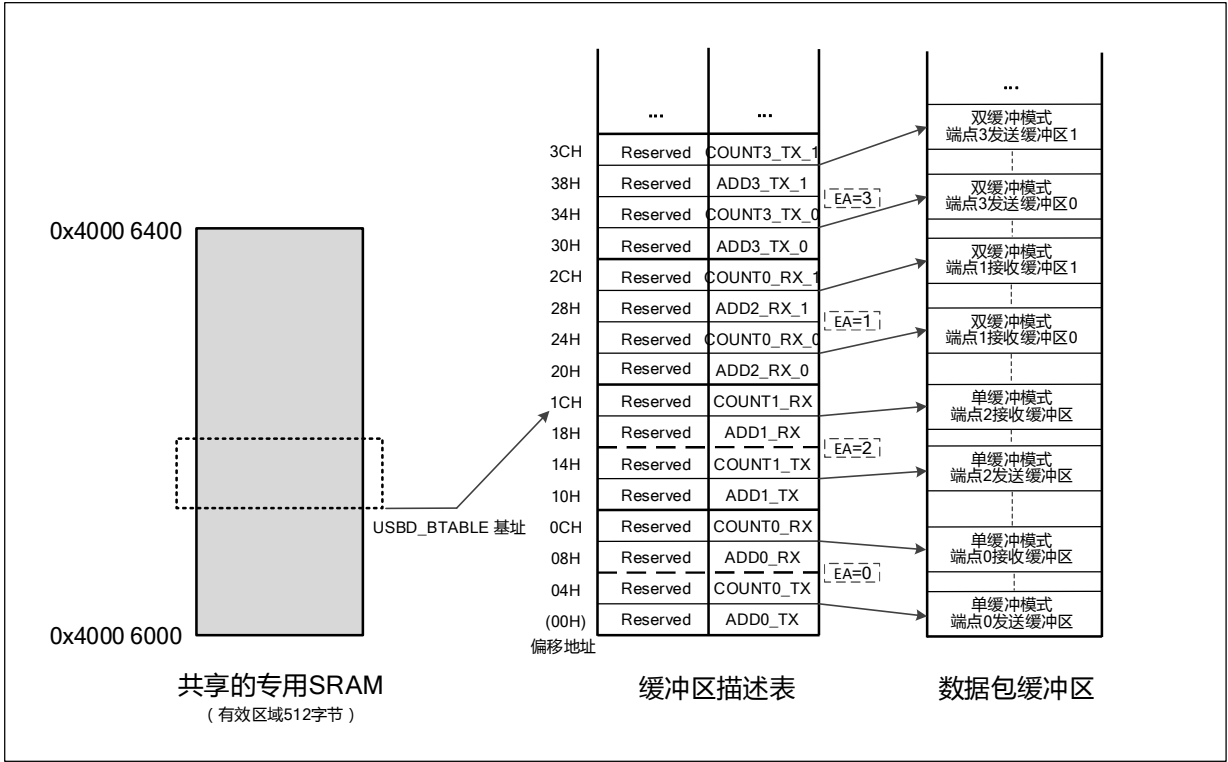 0x4000 6400
0x4000 6000
USBD_BTABLE 基址
共享的专用SRAM
(有效区域512字节)
... ...
3CH Reserved COUNT3_TX_1
38H Reserved ADD3_TX_1
EA=3
34H Reserved COUNT3_TX_0
30H Reserved ADD3_TX_0
2CH Reserved COUNT0_RX_1
28H Reserved ADD2_RX_1
EA=1
24H Reserved COUNT0_RX_0
20H Reserved ADD2_RX_0
1CH Reserved COUNT1_RX
18H Reserved ADD1_RX
EA=2
14H Reserved COUNT1_TX
10H Reserved ADD1_TX
0CH Reserved COUNT0_RX
08H Reserved ADD0_RX
EA=0
04H Reserved COUNT0_TX
(00H) Reserved ADD0_TX
偏移地址
缓冲区描述表
...
双缓冲模式
端点3发送缓冲区1
双缓冲模式
端点3发送缓冲区0
双缓冲模式
端点1接收缓冲区1
双缓冲模式
端点1接收缓冲区0
单缓冲模式
端点2接收缓冲区
单缓冲模式
端点2发送缓冲区
单缓冲模式
端点0接收缓冲区
单缓冲模式
端点0发送缓冲区
数据包缓冲区